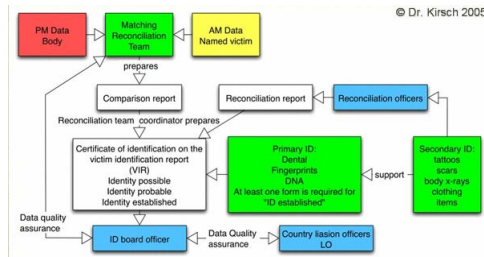 © Dr. Kirsch 2005
PM Data
Body
Matching
Reconciliation
Team
AM Data
Named victim
prepares
Comparison report
Reconciliation report
Reconciliation officers
Reconciliation team coordinator prepares
Certificate of identification on the
victim identification report
(VIR)
Identity possible
Identity probable
Identity established
Primary ID:
Dental
Fingerprints
DNA
At least one form is required for
"ID established"
support
Secondary ID:
tattoos
scars
body x-rays
clothing
items
Data quality
assurance
ID board officer
Data Quality
assurance
Country liasion officers
LO